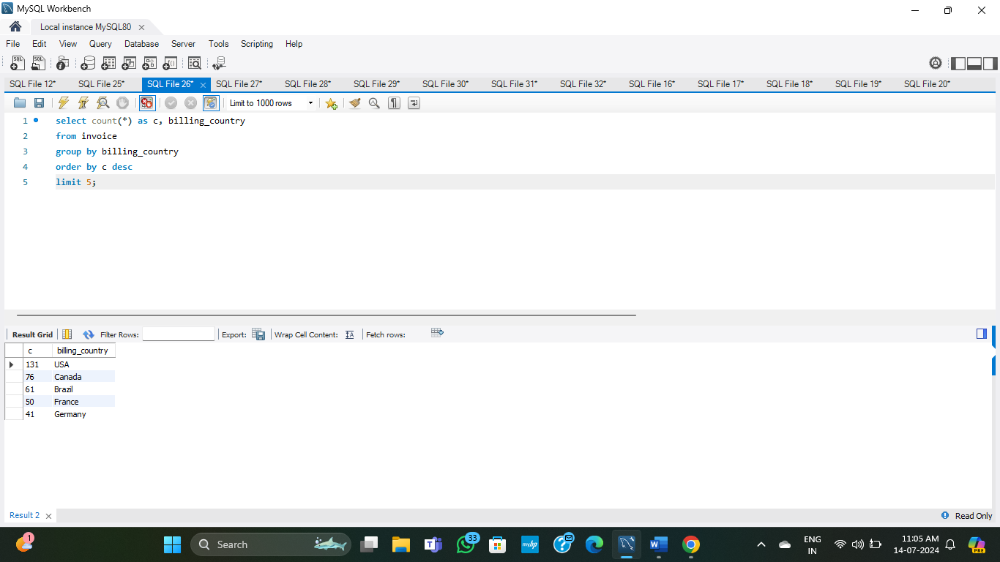 MySQL Workbench
Local instance MySQL80
File Edit View Query Database Server Tools Scripting Help
SQL File 12* SQL File 25* SQL File 26* SQL File 27* SQL File 28* SQL File 29* SQL File 30* SQL File 31* SQL File 32* SQL File 16* SQL File 17* SQL File 18* SQL File 19* SQL File 20*
Limit to 1000 rows
1 select count(*) as c, billing_country
2 from invoice
3 group by billing_country
4 order by c desc
5 limit 5;
Result Grid Filter Rows: Export: Wrap Cell Content: Fetch rows:
c billing_country
131 USA
76 Canada
61 Brazil
50 France
41 Germany
Result 2 Read Only
1 Search 33 myhp ENG IN 11:05 AM 14-07-2024 PRE